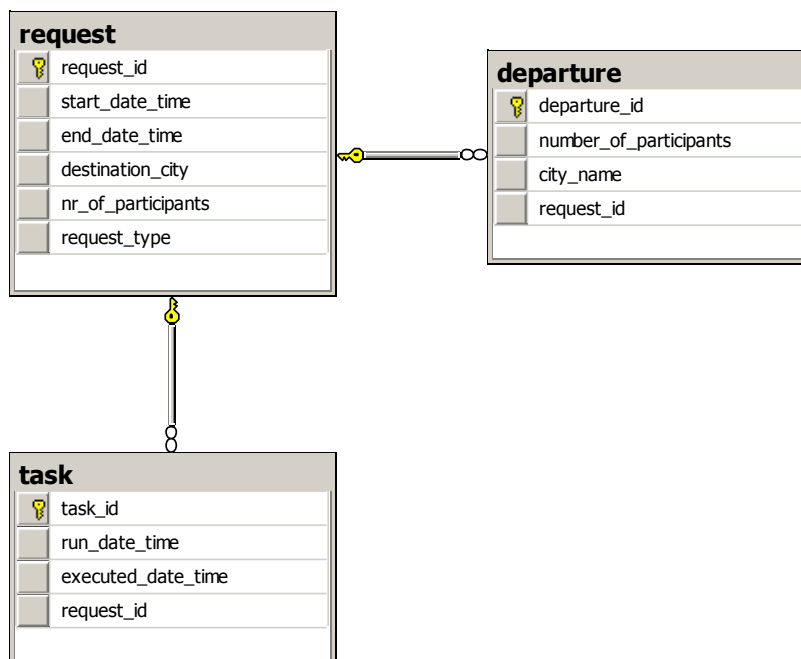 request
request_id
start_date_time
end_date_time
destination_city
nr_of_participants
request_type
departure
departure_id
number_of_participants
city_name
request_id
task
task_id
run_date_time
executed_date_time
request_id